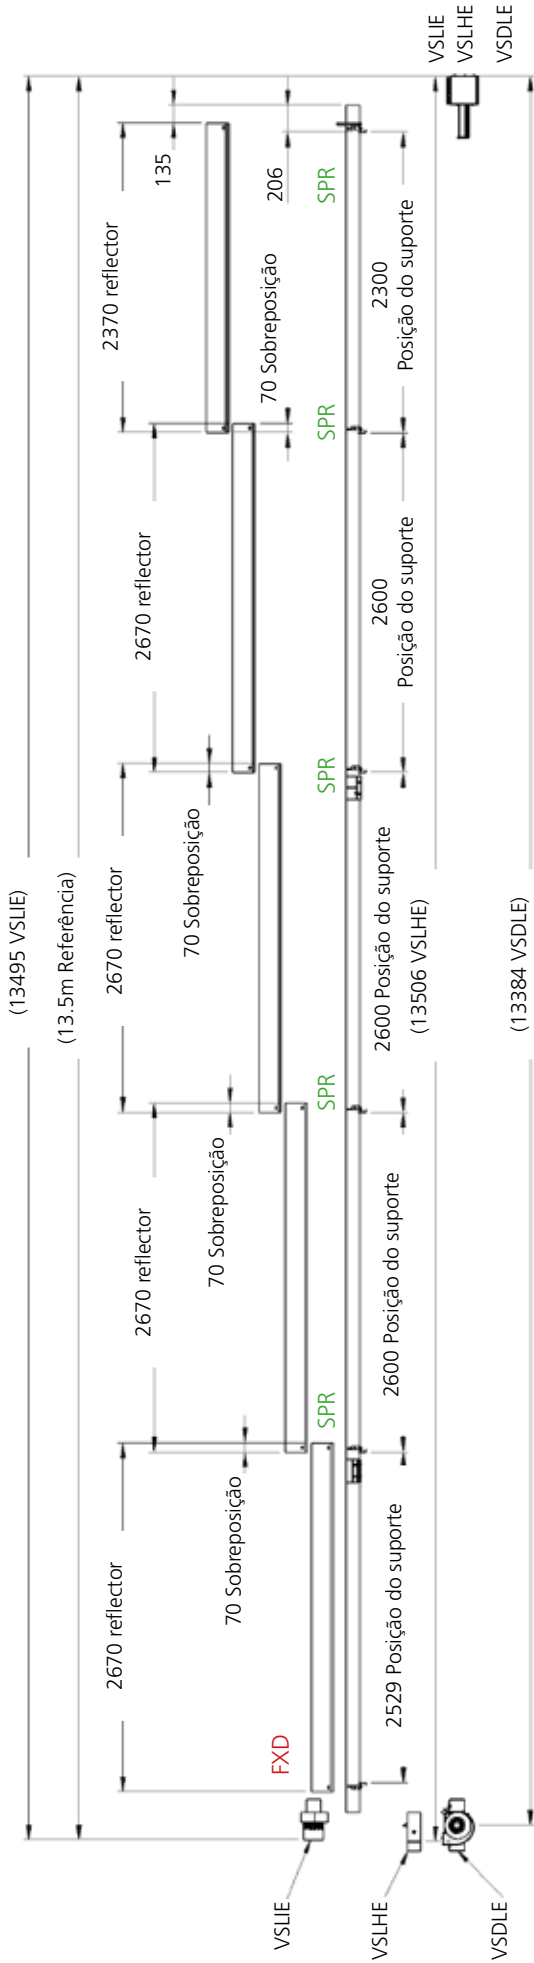 (13495 VSLIE)
(13.5m Referência)
2670 reflector
2670 reflector
2670 reflector
2670 reflector
2370 reflector
135
70 Sobreposição
70 Sobreposição
70 Sobreposição
70 Sobreposição
206
VSLIE
FXD
SPR
SPR
SPR
SPR
SPR
2529 Posição do suporte
2600 Posição do suporte
2600 Posição do suporte
2600
Posição do suporte
2300
Posição do suporte
VSLHE
(13506 VSLHE)
VSLIE
VSLHE
VSDLE
(13384 VSDLE)
VSDLE